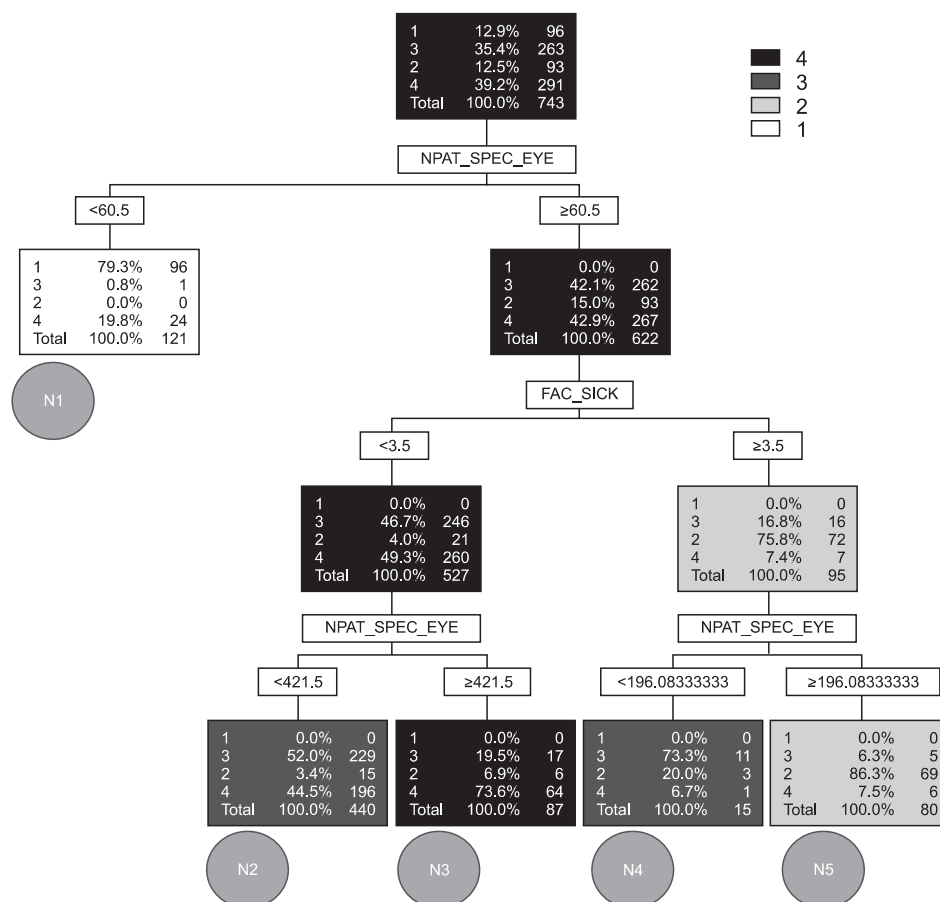 1 12.9% 96
3 35.4% 263
2 12.5% 93
4 39.2% 291
Total 100.0% 743
4
3
2
1
NPAT_SPEC_EYE
<60.5
≥60.5
1 79.3% 96
3 0.8% 1
2 0.0% 0
4 19.8% 24
Total 100.0% 121
N1
1 0.0% 0
3 42.1% 262
2 15.0% 93
4 42.9% 267
Total 100.0% 622
FAC_SICK
<3.5
≥3.5
1 0.0% 0
3 46.7% 246
2 4.0% 21
4 49.3% 260
Total 100.0% 527
1 0.0% 0
3 16.8% 16
2 75.8% 72
4 7.4% 7
Total 100.0% 95
NPAT_SPEC_EYE
NPAT_SPEC_EYE
<421.5
≥421.5
<196.08333333
≥196.08333333
1 0.0% 0
3 52.0% 229
2 3.4% 15
4 44.5% 196
Total 100.0% 440
1 0.0% 0
3 19.5% 17
2 6.9% 6
4 73.6% 64
Total 100.0% 87
1 0.0% 0
3 73.3% 11
2 20.0% 3
4 6.7% 1
Total 100.0% 15
1 0.0% 0
3 6.3% 5
2 86.3% 69
4 7.5% 6
Total 100.0% 80
N2
N3
N4
N5